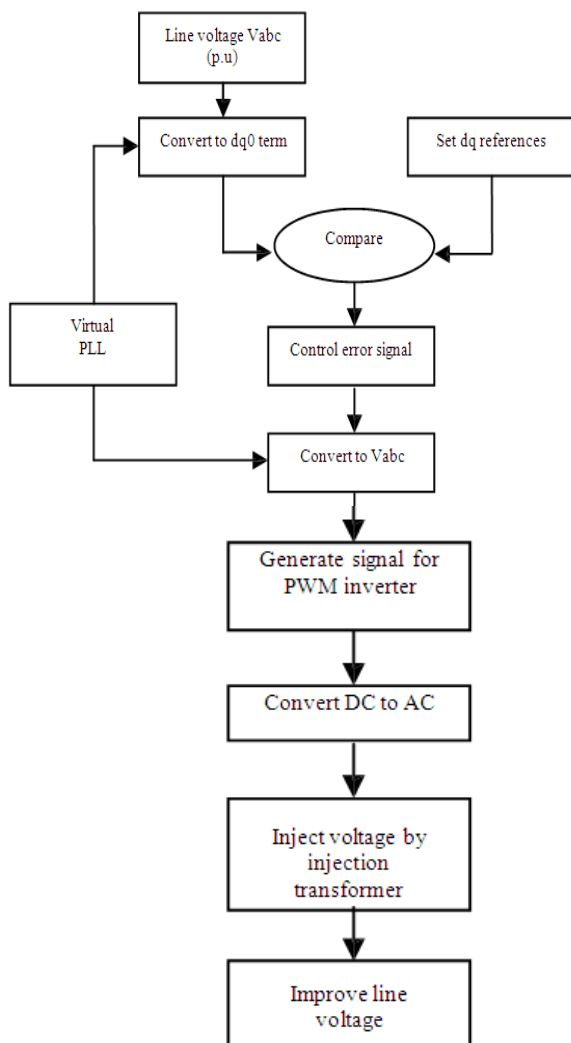 Line voltage Vabc
(p.u)
Convert to dq0 term
Set dq references
Compare
Virtual
PLL
Control error signal
Convert to Vabc
Generate signal for
PWM inverter
Convert DC to AC
Inject voltage by
injection
transformer
Improve line
voltage